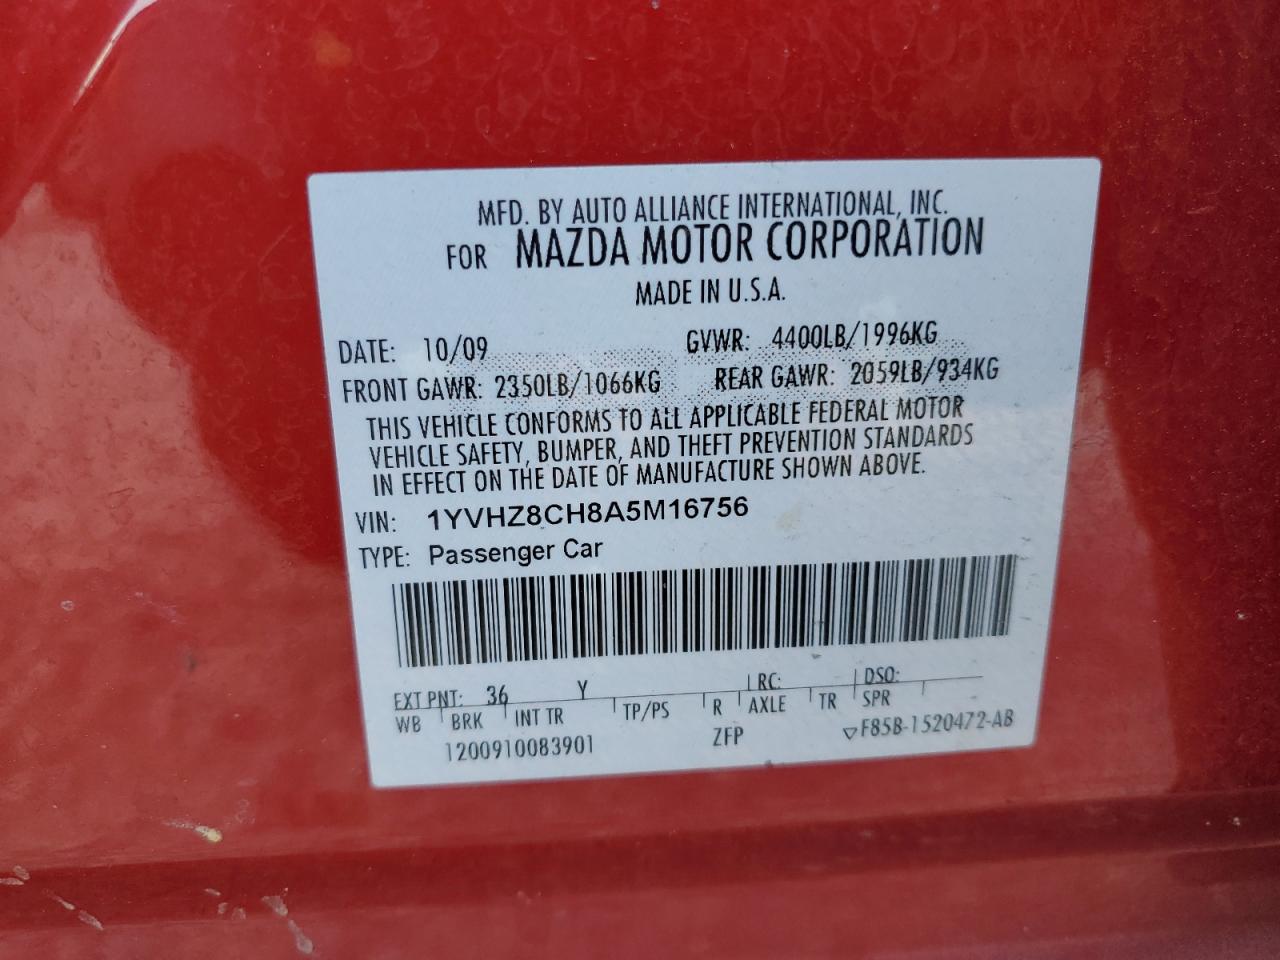 MFD. BY AUTO ALLIANCE INTERNATIONAL, INC.
FOR MAZDA MOTOR CORPORATION
MADE IN U.S.A.
DATE: 10/09 GVWR: 4400LB/1996KG
FRONT GAWR: 2350LB/1066KG REAR GAWR: 2059LB/934KG
THIS VEHICLE CONFORMS TO ALL APPLICABLE FEDERAL MOTOR
VEHICLE SAFETY, BUMPER, AND THEFT PREVENTION STANDARDS
IN EFFECT ON THE DATE OF MANUFACTURE SHOWN ABOVE.
VIN: 1YVHZ8CH8A5M16756
TYPE: Passenger Car
EXT PNT: 36 Y RC: DSO:
WB BRK INT TR TP/PS R AXLE TR SPR
1200910083901 ZFP ▽F85B-1520472-AB